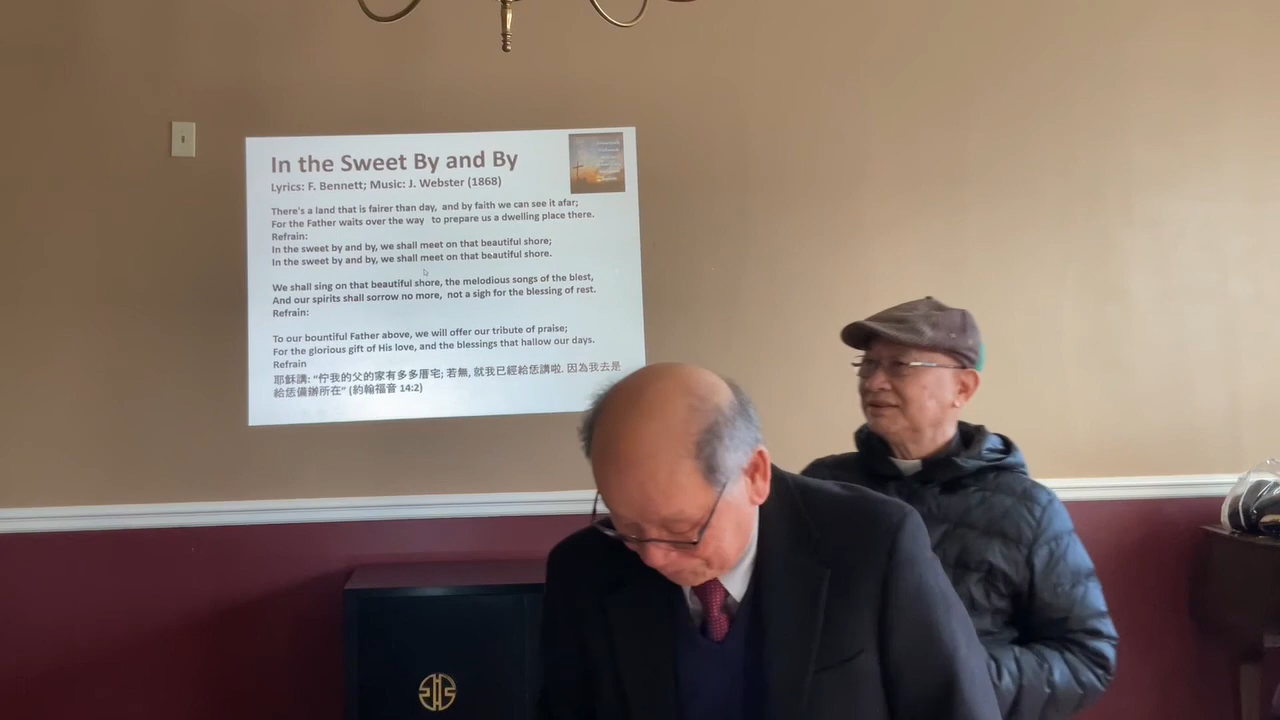 In the Sweet By and By
Lyrics: F. Bennett; Music: J. Webster (1868)
There's a land that is fairer than day, and by faith we can see it afar;
For the Father waits over the way to prepare us a dwelling place there.
Refrain:
In the sweet by and by, we shall meet on that beautiful shore;
In the sweet by and by, we shall meet on that beautiful shore.
We shall sing on that beautiful shore, the melodious songs of the blest,
And our spirits shall sorrow no more, not a sigh for the blessing of rest.
Refrain:
To our bountiful Father above, we will offer our tribute of praise;
For the glorious gift of His love, and the blessings that hallow our days.
Refrain
耶穌講: “佇我的父的家有多多厝宅; 若無, 就我已經給恁講啦. 因為我去是
給恁備辦所在” (約翰福音 14:2)